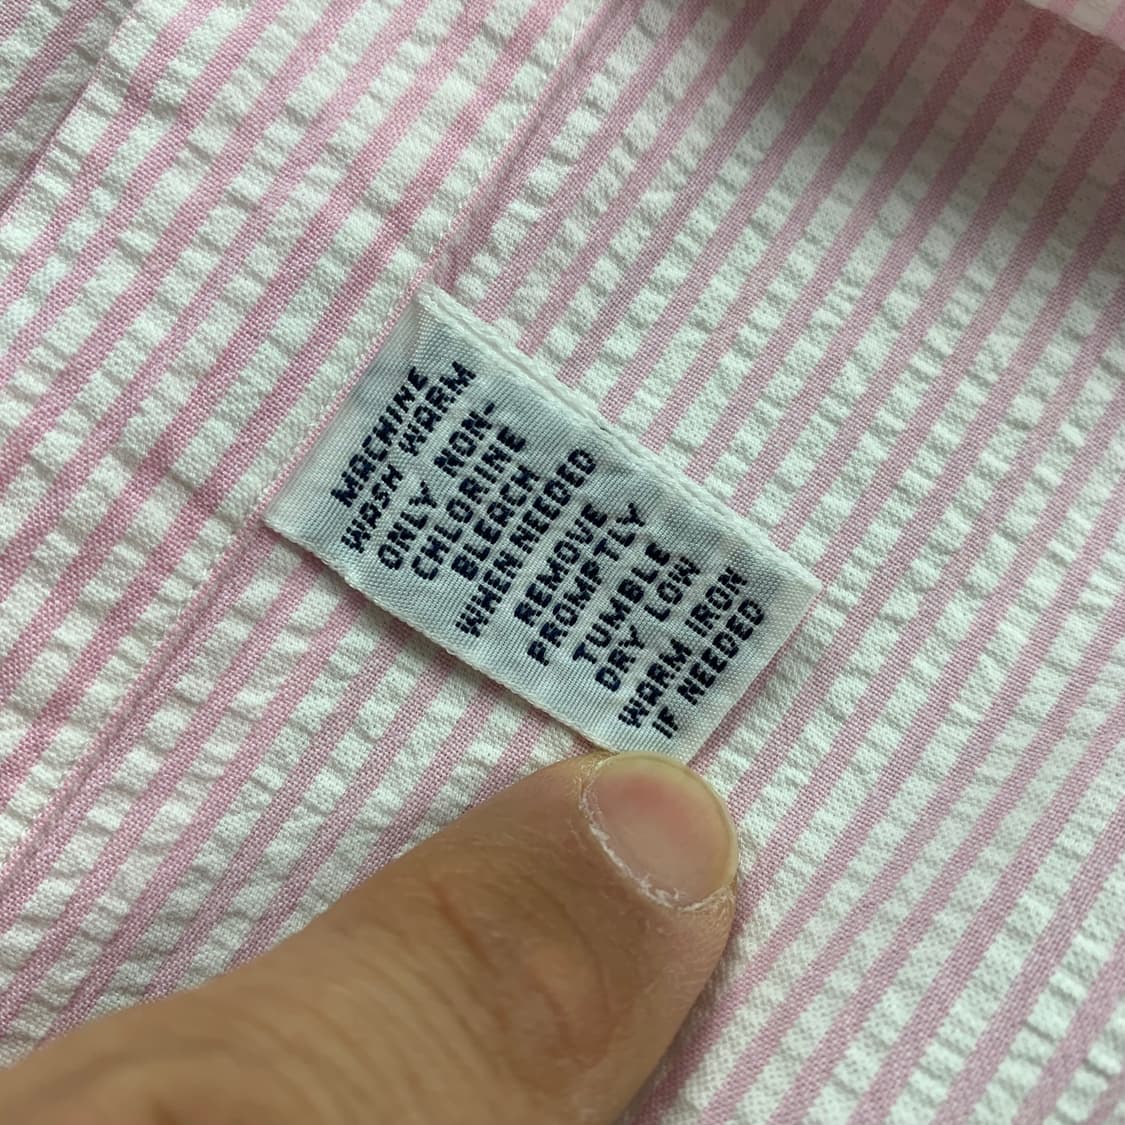 MACHINE
WASH WARM
ONLY NON-
CHLORINE
BLEACH
WHEN NEEDED
REMOVE
PROMPTLY
TUMBLE
DRY LOW
WARM IRON
IF NEEDED